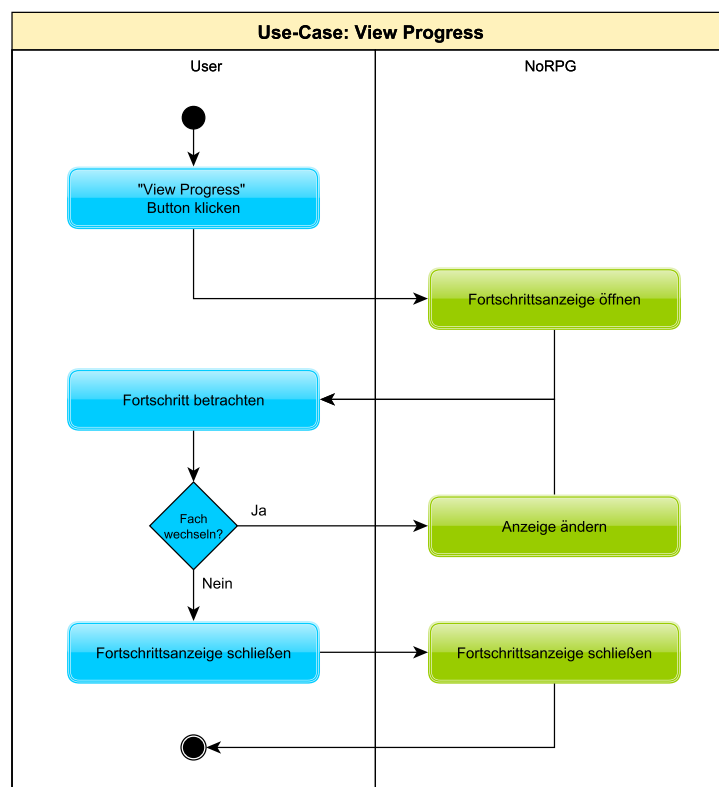 Use-Case: View Progress
User
NoRPG
"View Progress"
Button klicken
Fortschrittsanzeige öffnen
Fortschritt betrachten
Fach
wechseln?
Ja
Anzeige ändern
Nein
Fortschrittsanzeige schließen
Fortschrittsanzeige schließen